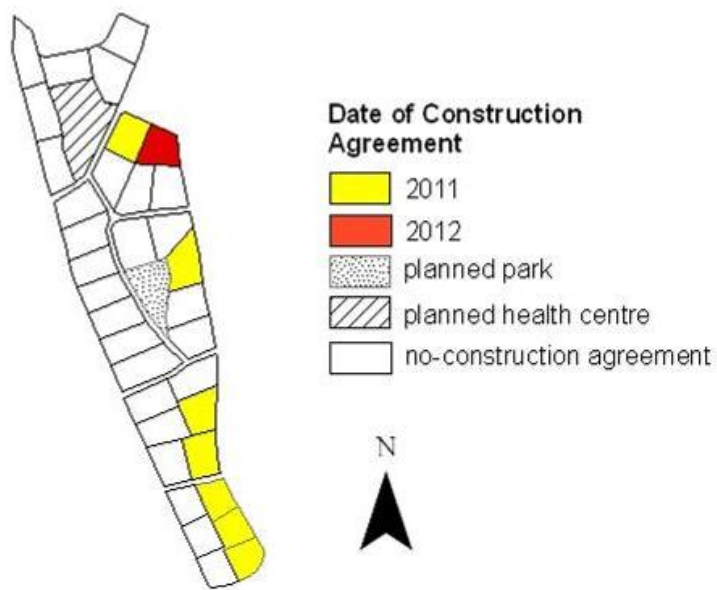 Date of Construction
Agreement
2011
2012
planned park
planned health centre
no-construction agreement
N